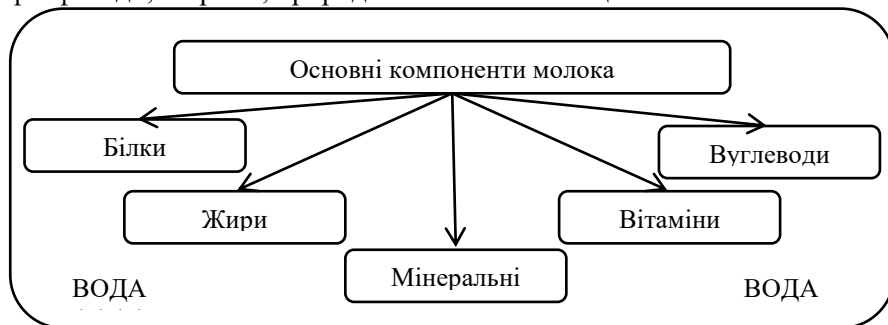 Основні компоненти молока
Білки
Вуглеводи
Жири
Вітаміни
Мінеральні
ВОДА
ВОДА